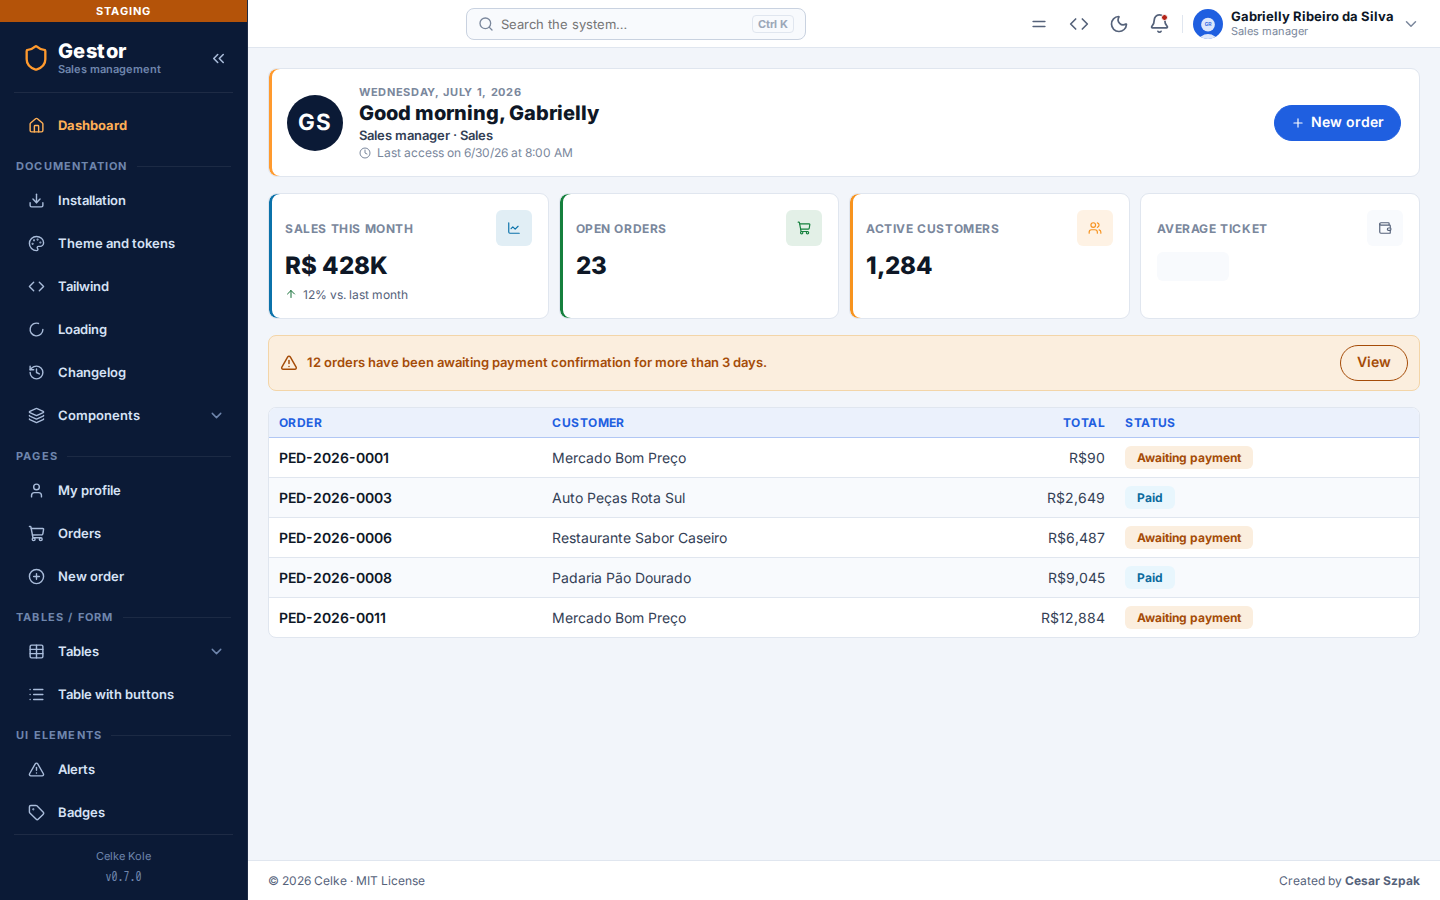 STAGING
Gestor
Sales management
Dashboard
DOCUMENTATION
Installation
Theme and tokens
Tailwind
Loading
Changelog
Components
PAGES
My profile
Orders
New order
TABLES / FORM
Tables
Table with buttons
UI ELEMENTS
Alerts
Badges
Celke Kole
v0.7.0
Search the system...
Ctrl K
GR
Gabrielly Ribeiro da Silva
Sales manager
GS
WEDNESDAY, JULY 1, 2026
Good morning, Gabrielly
Sales manager · Sales
Last access on 6/30/26 at 8:00 AM
New order
SALES THIS MONTH
R$ 428K
12% vs. last month
OPEN ORDERS
23
ACTIVE CUSTOMERS
1,284
AVERAGE TICKET
12 orders have been awaiting payment confirmation for more than 3 days.
View
ORDER CUSTOMER TOTAL STATUS
PED-2026-0001 Mercado Bom Preço R$90 Awaiting payment
PED-2026-0003 Auto Peças Rota Sul R$2,649 Paid
PED-2026-0006 Restaurante Sabor Caseiro R$6,487 Awaiting payment
PED-2026-0008 Padaria Pão Dourado R$9,045 Paid
PED-2026-0011 Mercado Bom Preço R$12,884 Awaiting payment
© 2026 Celke · MIT License
Created by Cesar Szpak